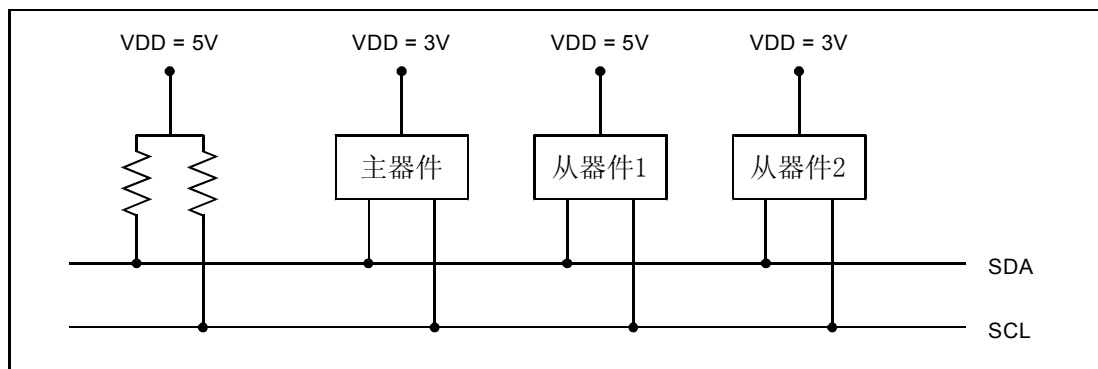 VDD = 5V
VDD = 3V
VDD = 5V
VDD = 3V
主器件
从器件1
从器件2
SDA
SCL